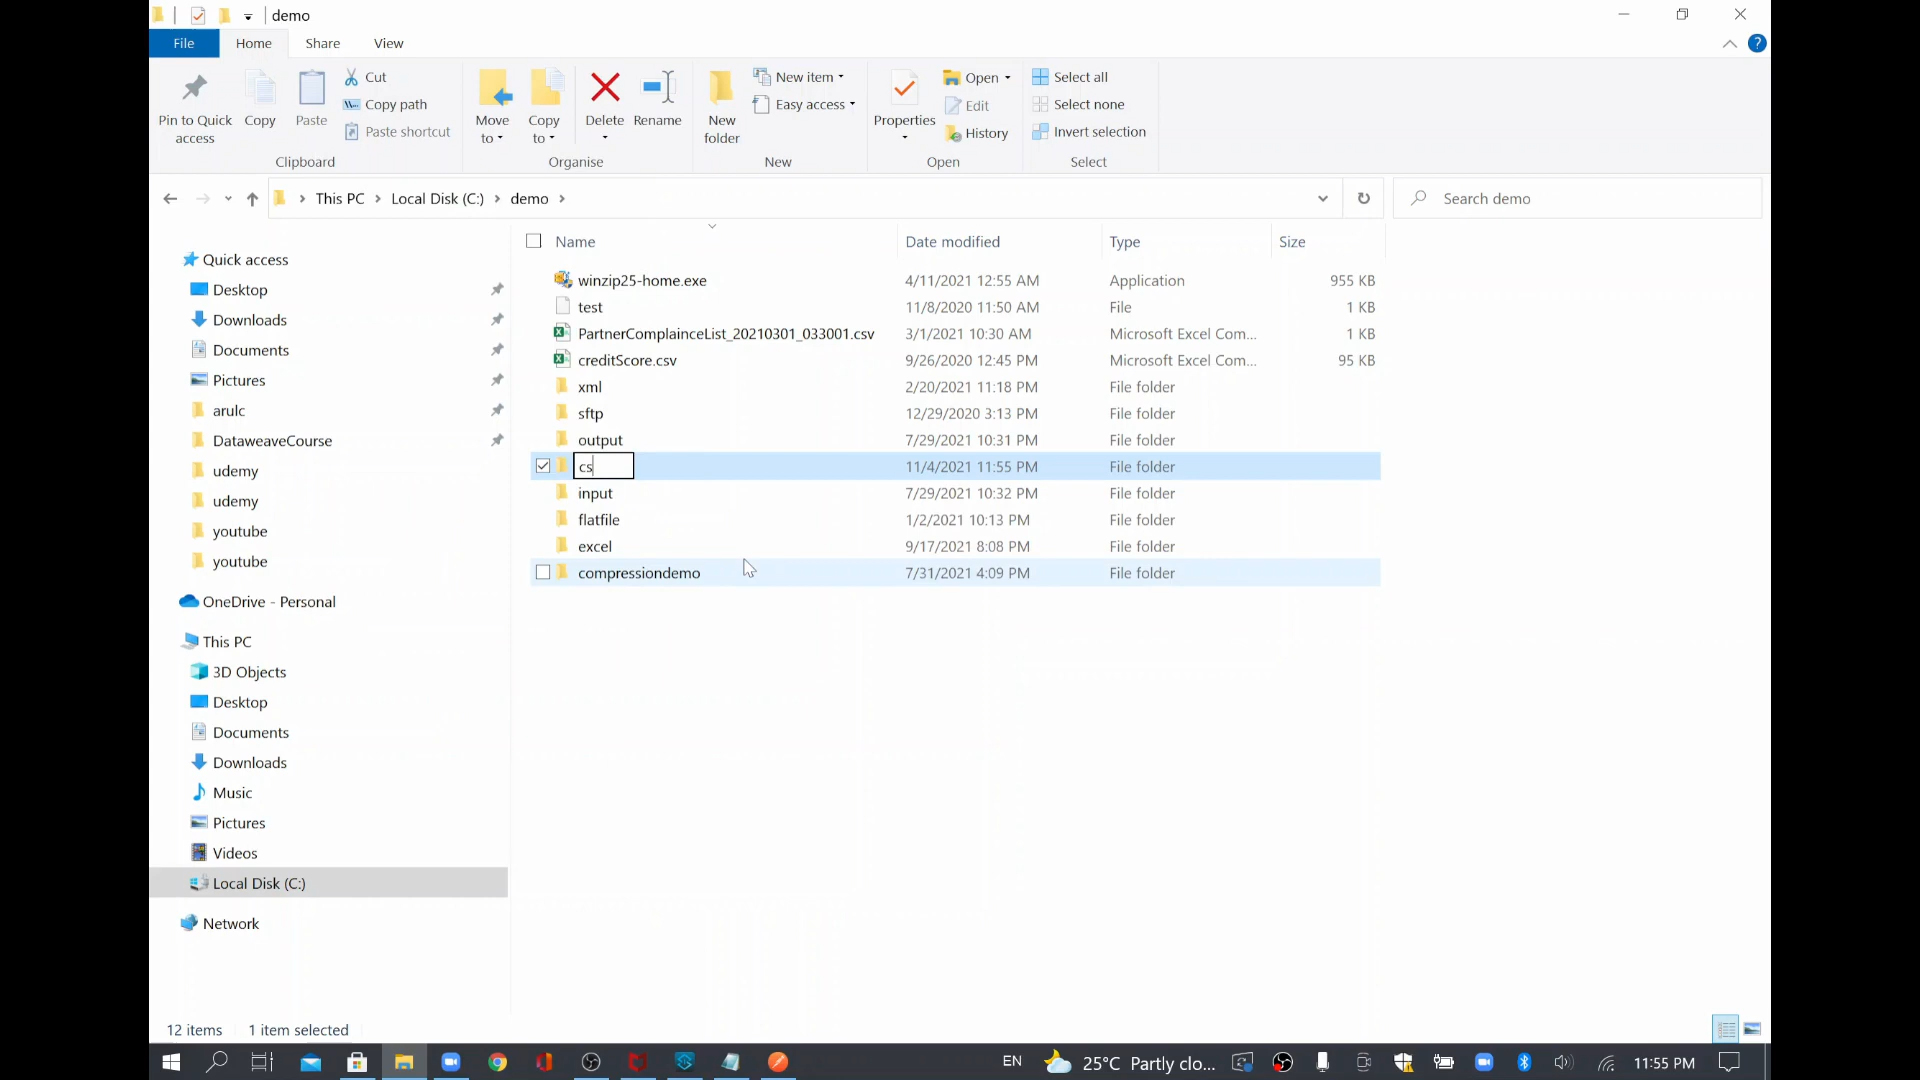 demo
File Home Share View
Pin to Quick access
Copy
Paste
Cut
Copy path
Paste shortcut
Clipboard
Move to
Copy to
Delete
Rename
Organise
New folder
New item
Easy access
New
Properties
Open
Edit
History
Open
Select all
Select none
Invert selection
Select
This PC > Local Disk (C:) > demo >
Search demo
Name Date modified Type Size
winzip25-home.exe 4/11/2021 12:55 AM Application 955 KB
test 11/8/2020 11:50 AM File 1 KB
PartnerComplainceList_20210301_033001.csv 3/1/2021 10:30 AM Microsoft Excel Com... 1 KB
creditScore.csv 9/26/2020 12:45 PM Microsoft Excel Com... 95 KB
xml 2/20/2021 11:18 PM File folder
sftp 12/29/2020 3:13 PM File folder
output 7/29/2021 10:31 PM File folder
cs 11/4/2021 11:55 PM File folder
input 7/29/2021 10:32 PM File folder
flatfile 1/2/2021 10:13 PM File folder
excel 9/17/2021 8:08 PM File folder
compressiondemo 7/31/2021 4:09 PM File folder
Quick access
Desktop
Downloads
Documents
Pictures
arulc
DataweaveCourse
udemy
udemy
youtube
youtube
OneDrive - Personal
This PC
3D Objects
Desktop
Documents
Downloads
Music
Pictures
Videos
Local Disk (C:)
Network
12 items 1 item selected
EN 25°C Partly clo... 11:55 PM